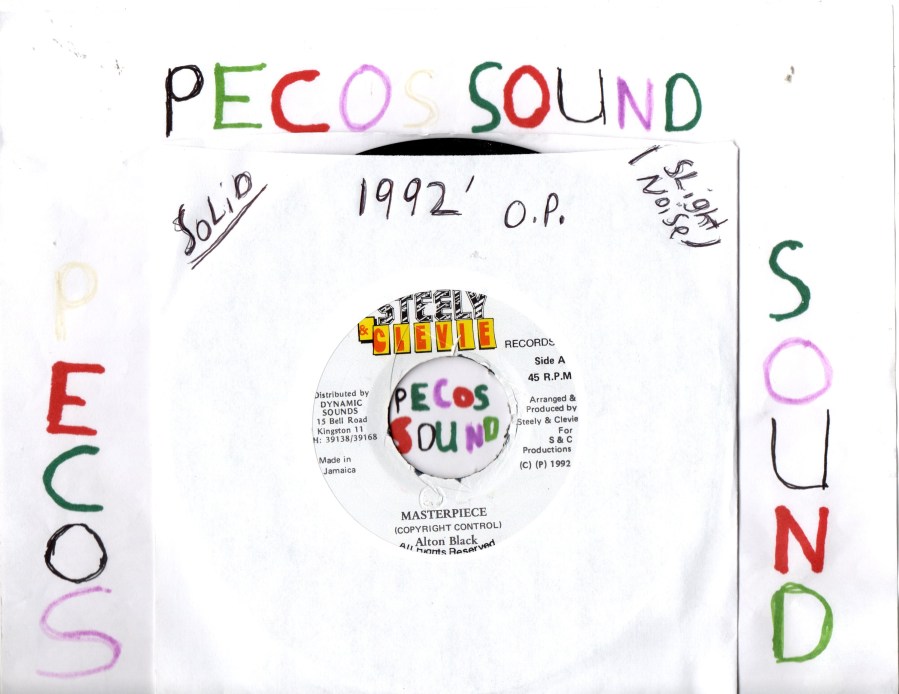 PECOS SOUND
SOLID
1992' O.P.
(SLight
NOiSE)
PECOS
SOUND
STEELY
& CLEVIE
RECORDS
Side A
45 R.P.M
Distributed by
DYNAMIC
SOUNDS
15 Bell Road
Kingston 11
H: 39138/39168
Made in
Jamaica
PECOS
SOUND
Arranged &
Produced by
Steely & Clevie
For
S & C
Productions
(C) (P) 1992
MASTERPIECE
(COPYRIGHT CONTROL)
Alton Black
All Rights Reserved